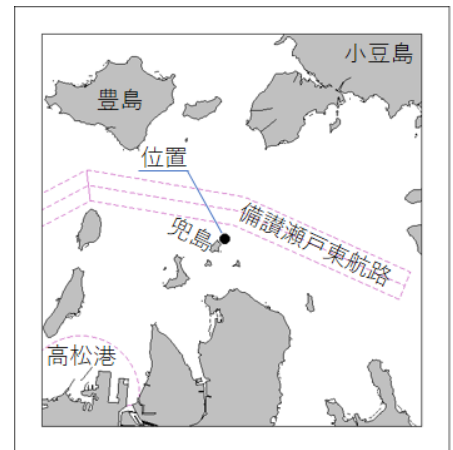 小豆島
豊島
位置
兜島
備讃瀬戸東航路
高松港